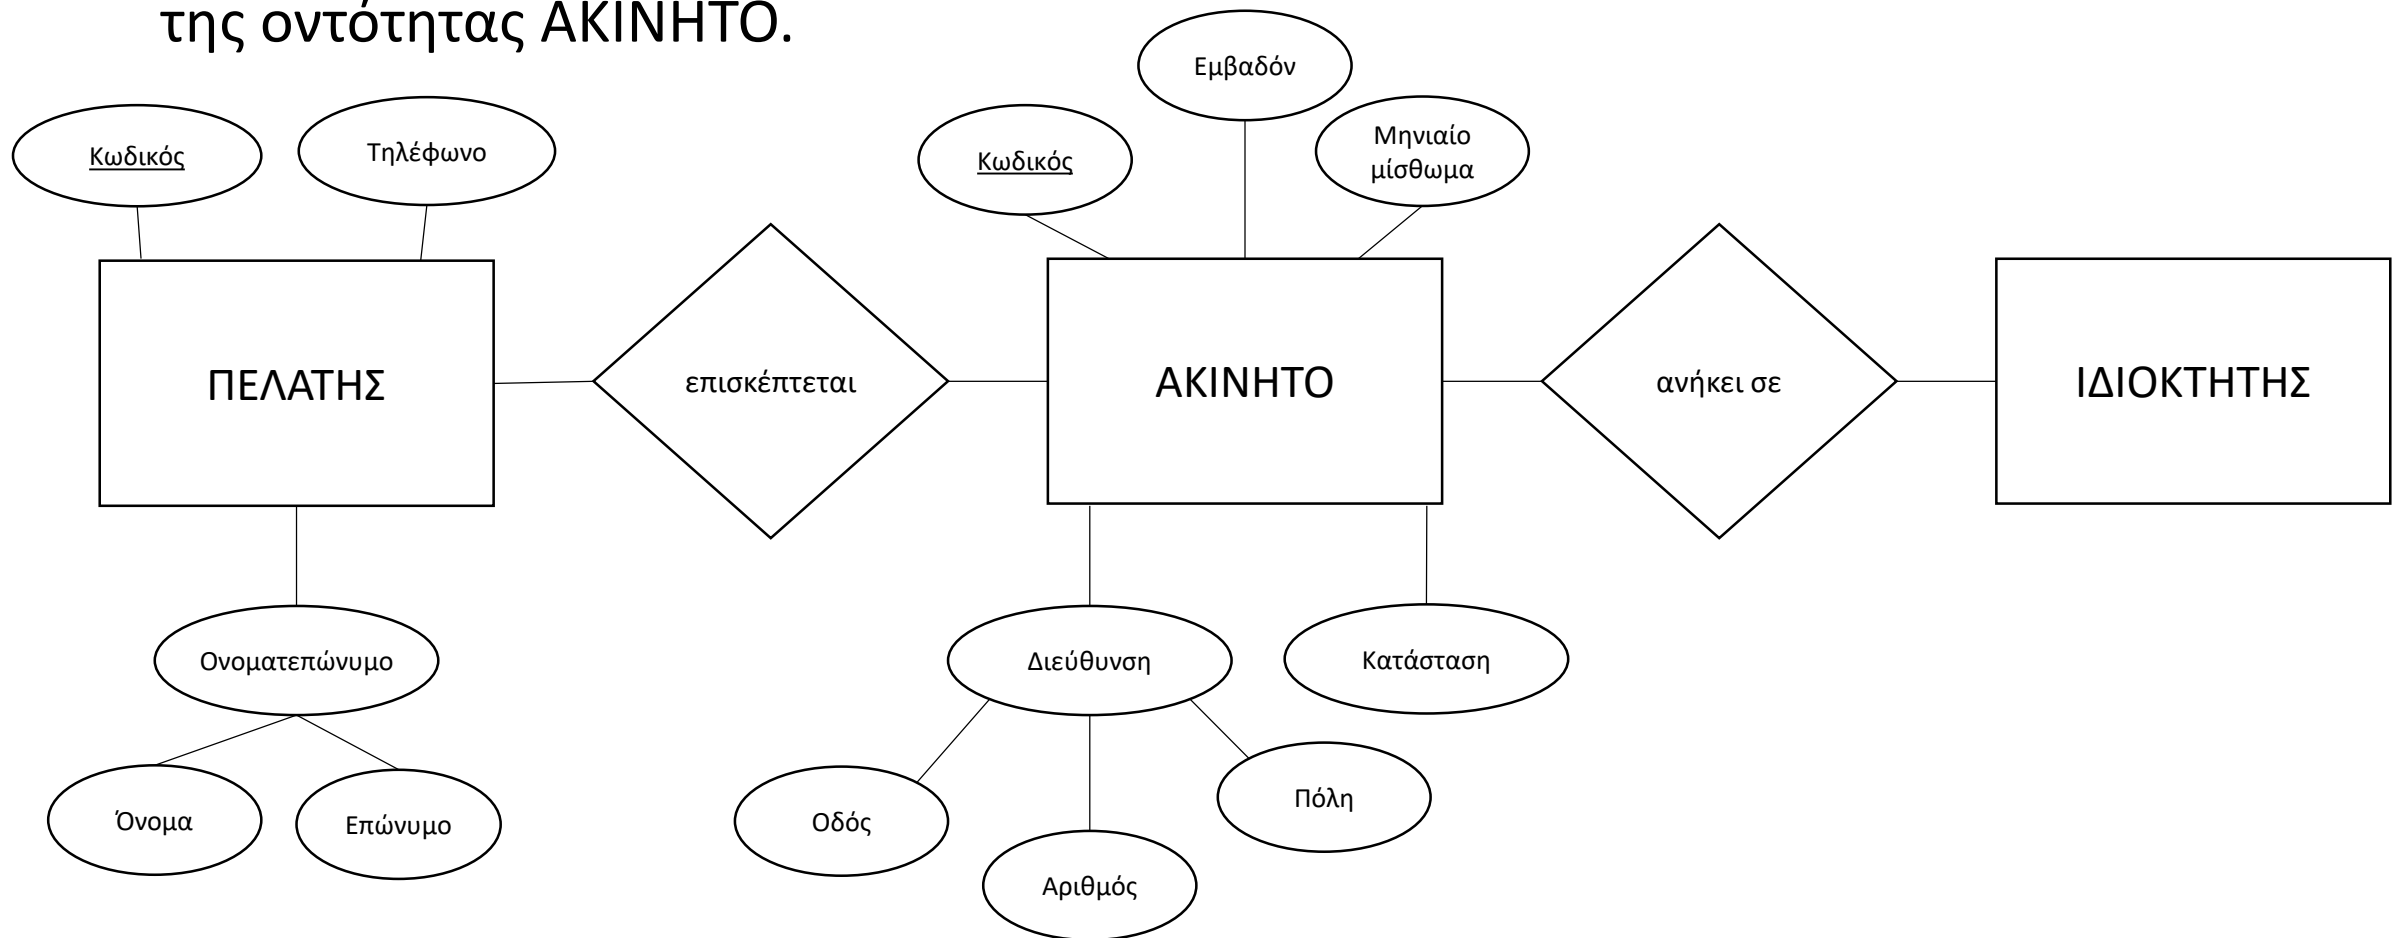 της οντότητας ΑΚΙΝΗΤΟ.
Εμβαδόν
Κωδικός
Τηλέφωνο
Κωδικός
Μηνιαίο
μίσθωμα
ΠΕΛΑΤΗΣ
επισκέπτεται
ΑΚΙΝΗΤΟ
ανήκει σε
ΙΔΙΟΚΤΗΤΗΣ
Ονοματεπώνυμο
Διεύθυνση
Κατάσταση
Όνομα
Επώνυμο
Οδός
Πόλη
Αριθμός